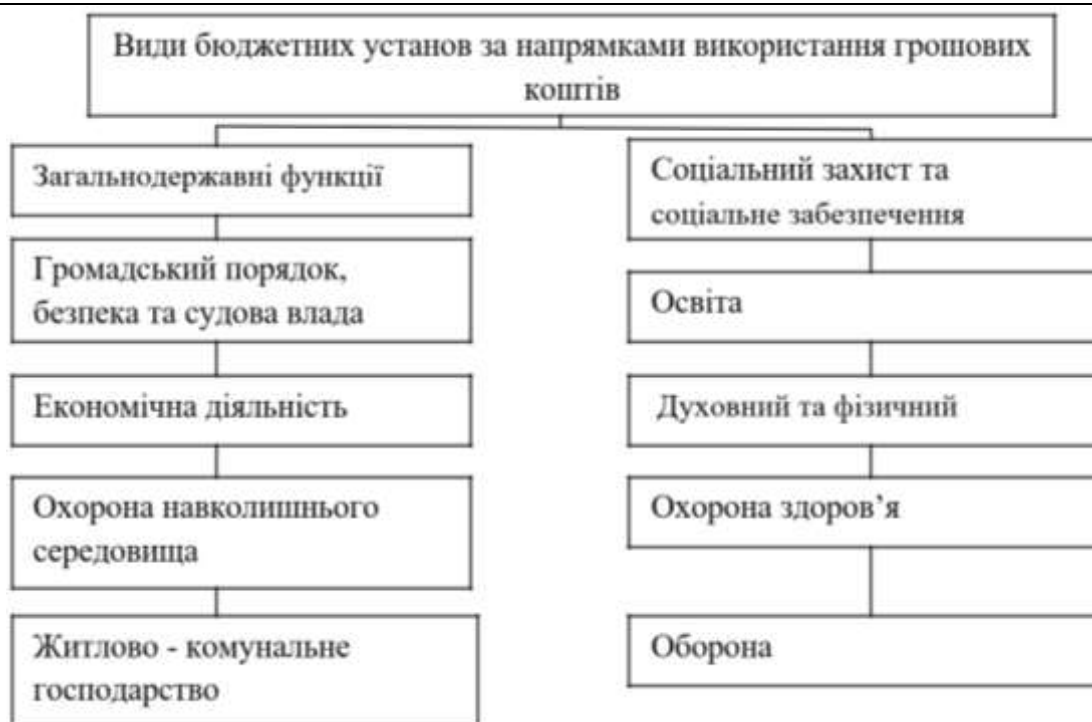 Види бюджетних установ за напрямками використання грошових
коштів
Загальнодержавні функції
Громадський порядок,
безпека та судова влада
Економічна діяльність
Охорона навколишнього
середовища
Житлово - комунальне
господарство
Соціальний захист та
соціальне забезпечення
Освіта
Духовний та фізичний
Охорона здоров’я
Оборона